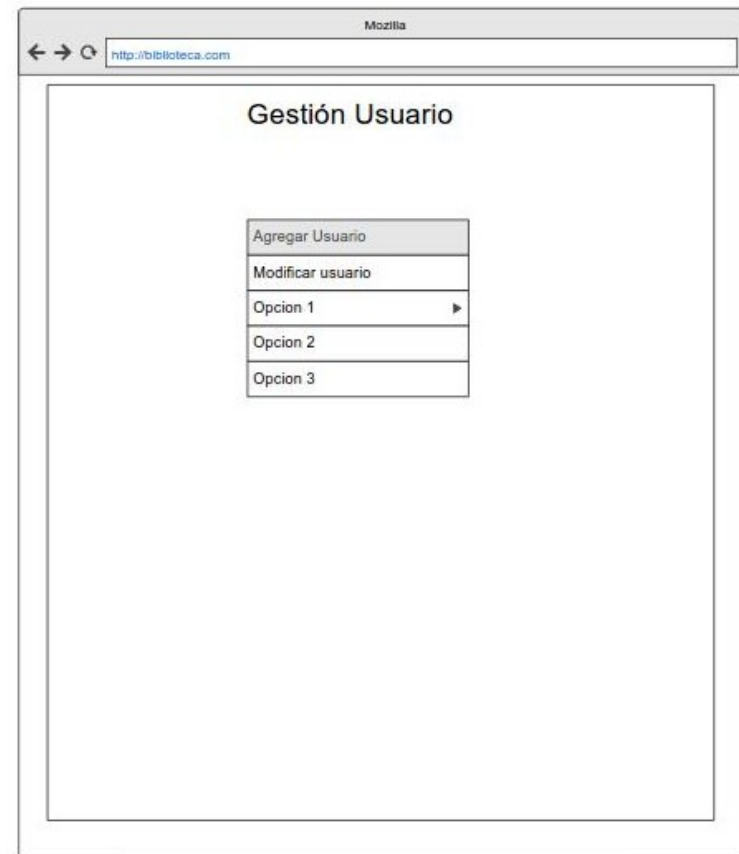 Mozilla
http://biblioteca.com
Gestión Usuario
Agregar Usuario
Modificar usuario
Opcion 1
Opcion 2
Opcion 3